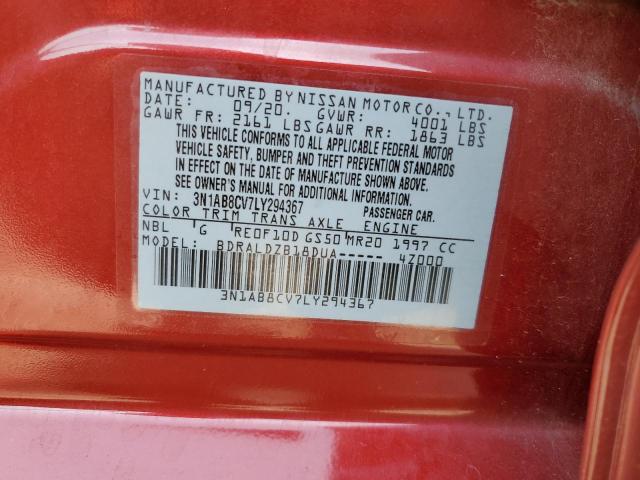 MANUFACTURED BY NISSAN MOTOR CO., LTD.
DATE: 09/20. GVWR: 4001 LBS
GAWR FR: 2161 LBS GAWR RR: 1863 LBS
THIS VEHICLE CONFORMS TO ALL APPLICABLE FEDERAL MOTOR
VEHICLE SAFETY, BUMPER AND THEFT PREVENTION STANDARDS
IN EFFECT ON THE DATE OF MANUFACTURE SHOWN ABOVE.
SEE OWNER'S MANUAL FOR ADDITIONAL INFORMATION.
VIN: 3N1AB8CV7LY294367 PASSENGER CAR.
COLOR TRIM TRANS AXLE ENGINE
NBL G RE0F10D GS50 MR20 1997 CC
BDRALDZB18DUA----- 4Z000
3N1AB8CV7LY294367